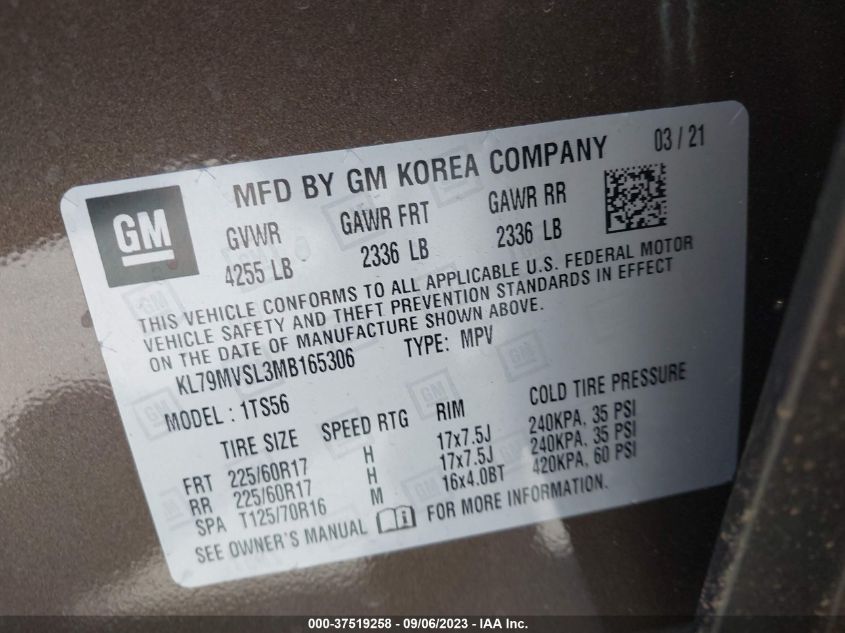 MFD BY GM KOREA COMPANY 03 / 21
GM
GVWR GAWR FRT GAWR RR
4255 LB 2336 LB 2336 LB
THIS VEHICLE CONFORMS TO ALL APPLICABLE U.S. FEDERAL MOTOR
VEHICLE SAFETY AND THEFT PREVENTION STANDARDS IN EFFECT
ON THE DATE OF MANUFACTURE SHOWN ABOVE.
KL79MVSL3MB165306 TYPE: MPV
MODEL : 1TS56
TIRE SIZE SPEED RTG RIM COLD TIRE PRESSURE
FRT 225/60R17 H 17x7.5J 240KPA, 35 PSI
RR 225/60R17 H 17x7.5J 240KPA, 35 PSI
SPA T125/70R16 M 16x4.0BT 420KPA, 60 PSI
SEE OWNER'S MANUAL FOR MORE INFORMATION.
000-37519258 - 09/06/2023 - IAA Inc.